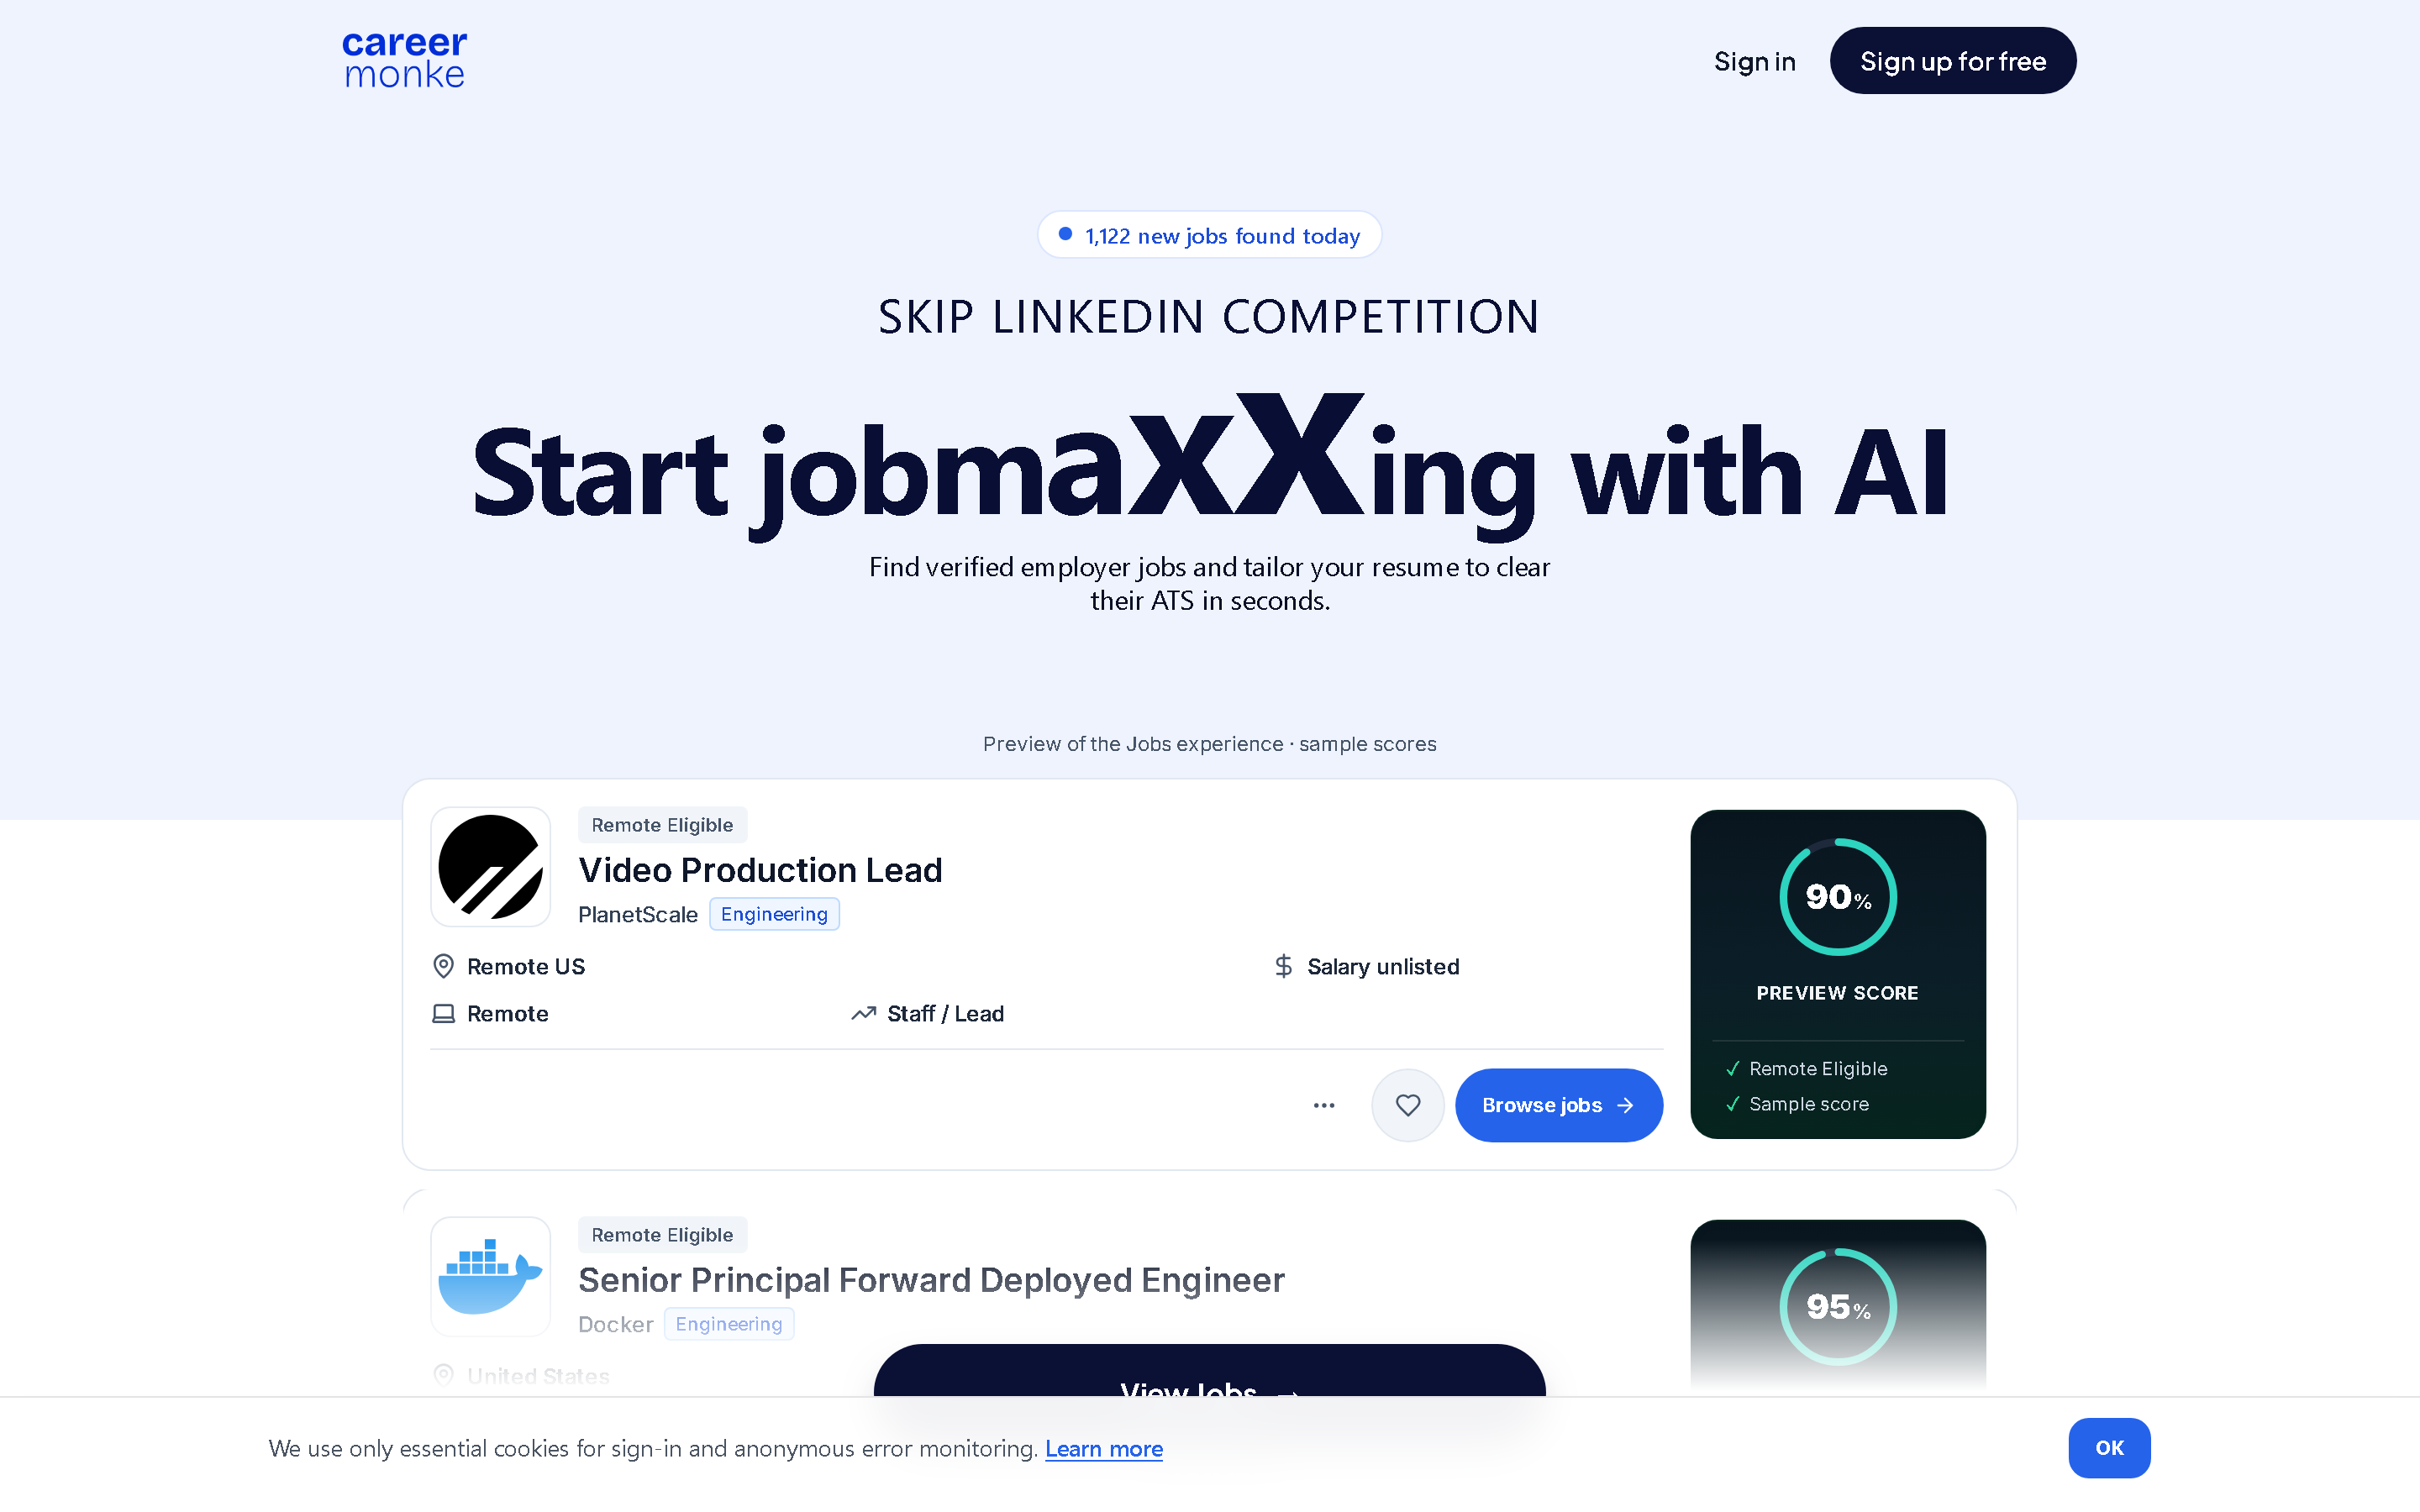 career
monke
Sign in
Sign up for free
1,122 new jobs found today
SKIP LINKEDIN COMPETITION
Start jobmaxXing with AI
Find verified employer jobs and tailor your resume to clear
their ATS in seconds.
Preview of the Jobs experience · sample scores
Remote Eligible
Video Production Lead
PlanetScale
Engineering
Remote US
Salary unlisted
Remote
Staff / Lead
Browse jobs
90%
PREVIEW SCORE
✓ Remote Eligible
✓ Sample score
Remote Eligible
Senior Principal Forward Deployed Engineer
Docker
Engineering
United States
95%
View Jobs →
We use only essential cookies for sign-in and anonymous error monitoring. Learn more
OK